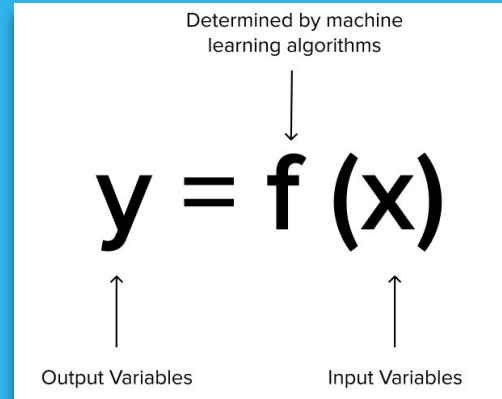 Determined by machine
learning algorithms
y = f (x)
Output Variables
Input Variables